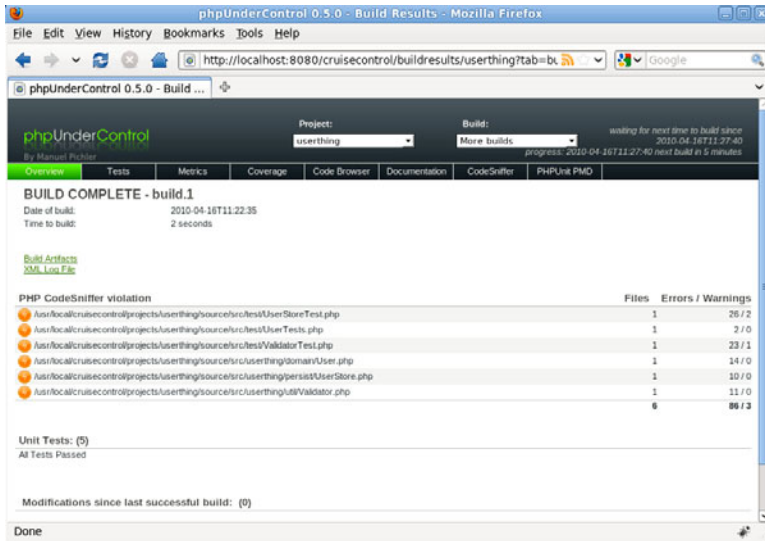 phpUnderControl 0.5.0 - Build Results - Mozilla Firefox
File Edit View History Bookmarks Tools Help
http://localhost:8080/cruisecontrol/buildresults/userthing?tab=bu
Google
phpUnderControl 0.5.0 - Build ...
phpUnderControl
By Manuel Pichler
Project:
userthing
Build:
More builds
waiting for next time to build since
2010-04-16T11:27:40
progress: 2010-04-16T11:27:40 next build in 5 minutes
Overview Tests Metrics Coverage Code Browser Documentation CodeSniffer PHPUnit PMD
BUILD COMPLETE - build.1
Date of build: 2010-04-16T11:22:35
Time to build: 2 seconds
Build Artifacts
XML Log File
PHP CodeSniffer violation Files Errors / Warnings
/usr/local/cruisecontrol/projects/userthing/source/src/test/UserStoreTest.php 1 26 / 2
/usr/local/cruisecontrol/projects/userthing/source/src/test/UserTests.php 1 2 / 0
/usr/local/cruisecontrol/projects/userthing/source/src/test/ValidatorTest.php 1 23 / 1
/usr/local/cruisecontrol/projects/userthing/source/src/userthing/domain/User.php 1 14 / 0
/usr/local/cruisecontrol/projects/userthing/source/src/userthing/persist/UserStore.php 1 10 / 0
/usr/local/cruisecontrol/projects/userthing/source/src/userthing/util/Validator.php 1 11 / 0
6 86 / 3
Unit Tests: (5)
All Tests Passed
Modifications since last successful build: (0)
Done